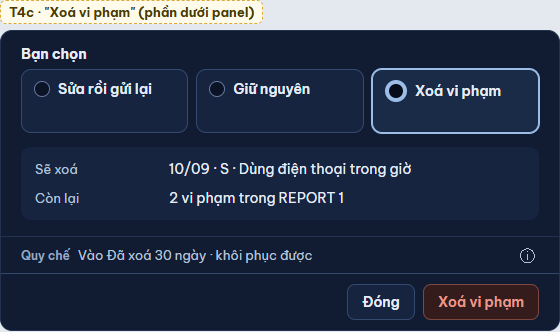 T4c · "Xoá vi phạm" (phần dưới panel)
Bạn chọn
Sửa rồi gửi lại
Giữ nguyên
Xoá vi phạm
Sẽ xoá 10/09 · S · Dùng điện thoại trong giờ
Còn lại 2 vi phạm trong REPORT 1
Quy chế Vào Đã xoá 30 ngày · khôi phục được
Đóng
Xoá vi phạm